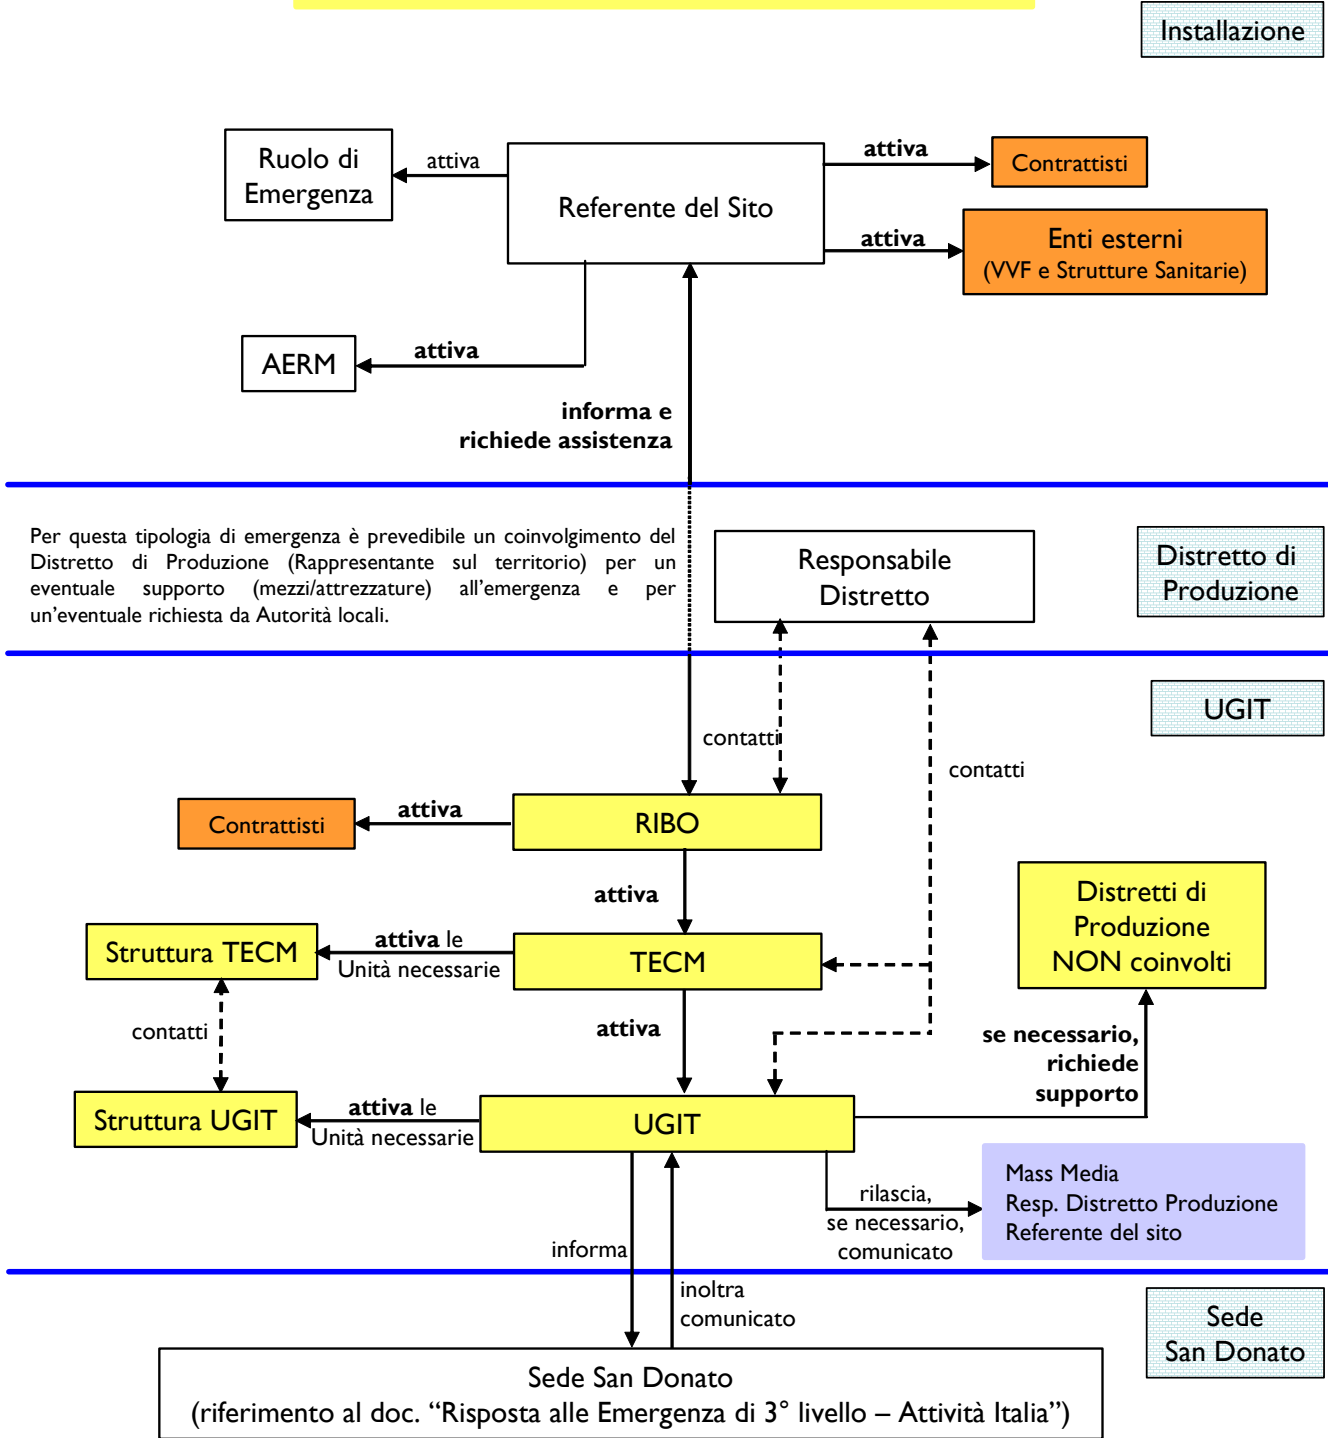 Installazione
Ruolo di
Emergenza
attiva
Referente del Sito
attiva
Contrattisti
attiva
Enti esterni
(VVF e Strutture Sanitarie)
AERM
attiva
informa e
richiede assistenza
Per questa tipologia di emergenza è prevedibile un coinvolgimento del
Distretto di Produzione (Rappresentante sul territorio) per un
eventuale supporto (mezzi/attrezzature) all’emergenza e per
un’eventuale richiesta da Autorità locali.
Responsabile
Distretto
Distretto di
Produzione
UGIT
contatti
contatti
Contrattisti
attiva
RIBO
attiva
Distretti di
Produzione
NON coinvolti
Struttura TECM
attiva le
Unità necessarie
TECM
contatti
attiva
se necessario,
richiede
supporto
Struttura UGIT
attiva le
Unità necessarie
UGIT
rilascia,
se necessario,
comunicato
Mass Media
Resp. Distretto Produzione
Referente del sito
informa
inoltra
comunicato
Sede
San Donato
Sede San Donato
(riferimento al doc. “Risposta alle Emergenza di 3° livello – Attività Italia”)